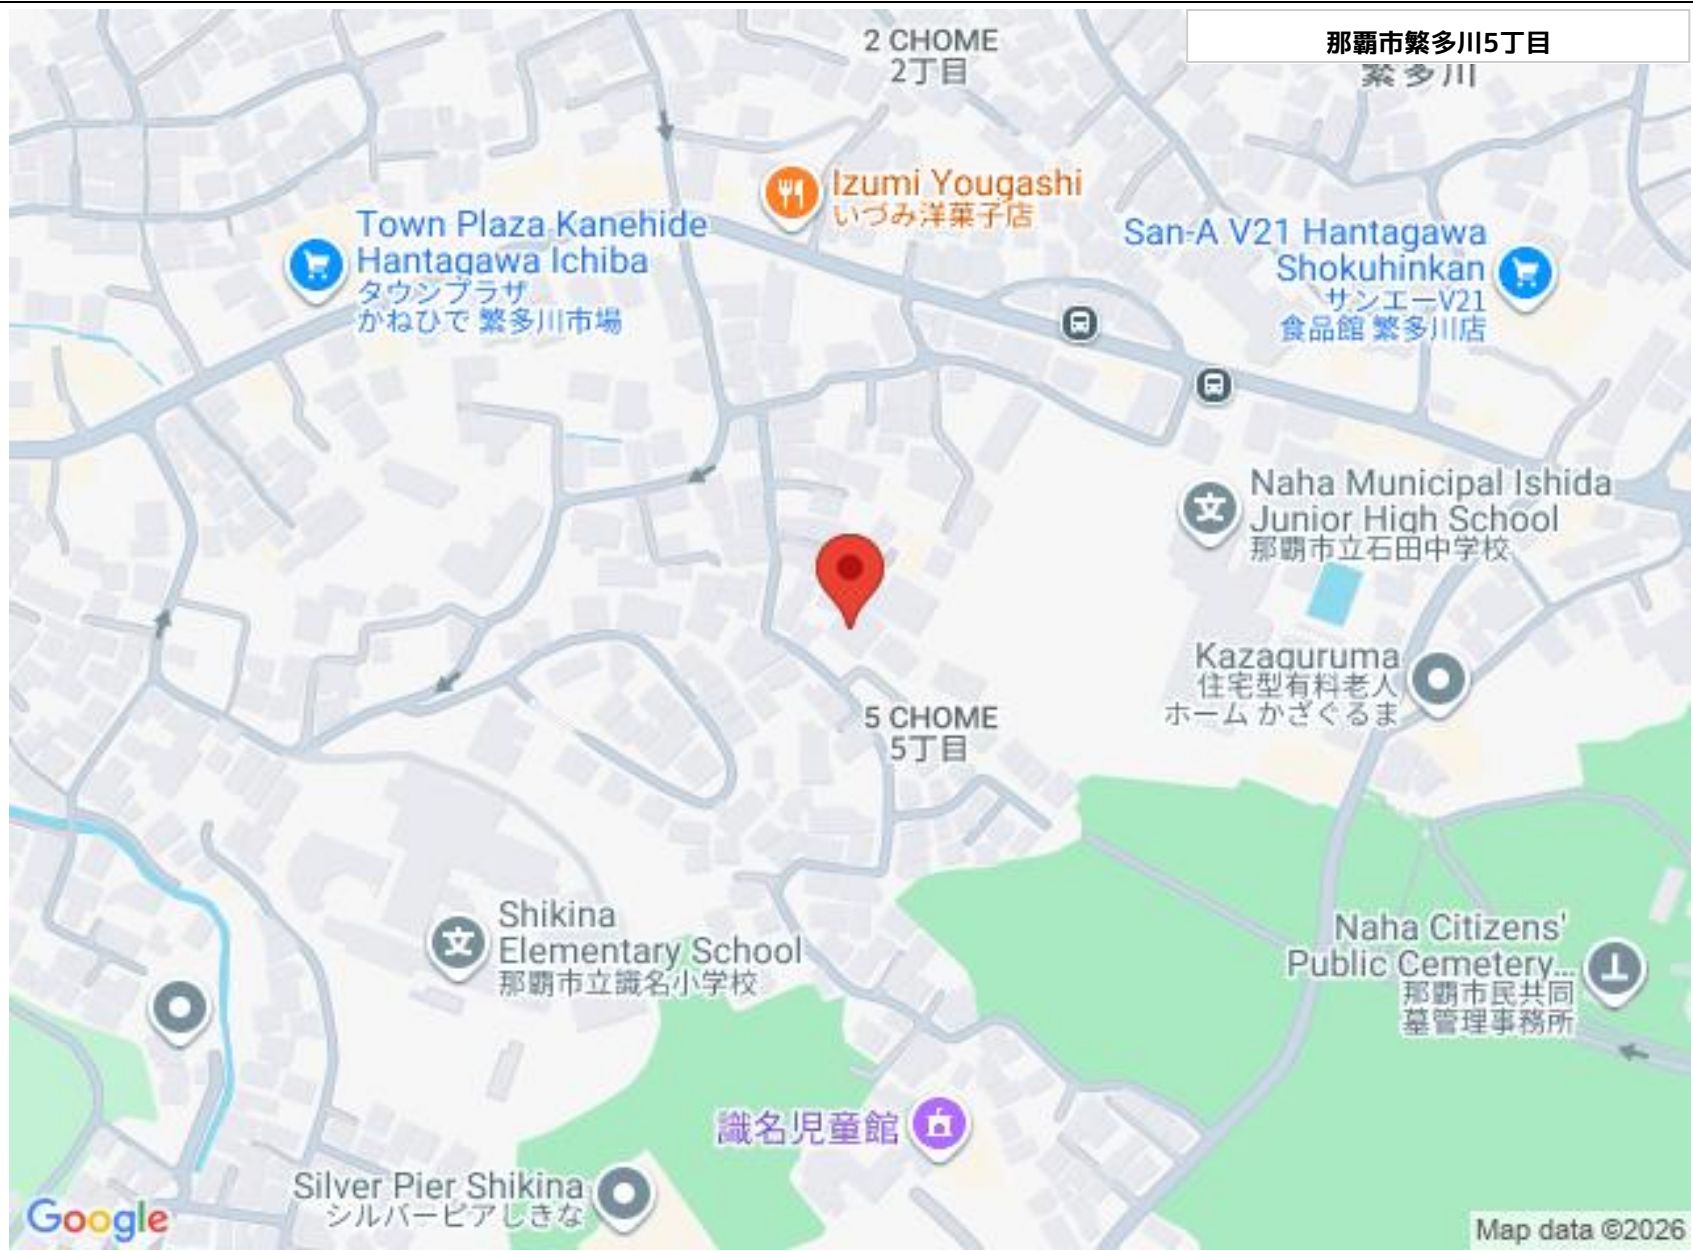 2 CHOME
2丁目
那覇市繁多川5丁目
繁多川
Izumi Yougashi
いづみ洋菓子店
Town Plaza Kanehide
Hantagawa Ichiba
タウンプラザ
かねひで 繁多川市場
San-A V21 Hantagawa
Shokuhinkan
サンエーV21
食品館 繁多川店
Naha Municipal Ishida
Junior High School
那覇市立石田中学校
文
Kazaguruma
住宅型有料老人
ホーム かざぐるま
5 CHOME
5丁目
Shikina
Elementary School
那覇市立識名小学校
文
Naha Citizens'
Public Cemetery...
那覇市民共同
墓管理事務所
識名児童館
Silver Pier Shikina
シルバーピアしきな
Google
Map data ©2026